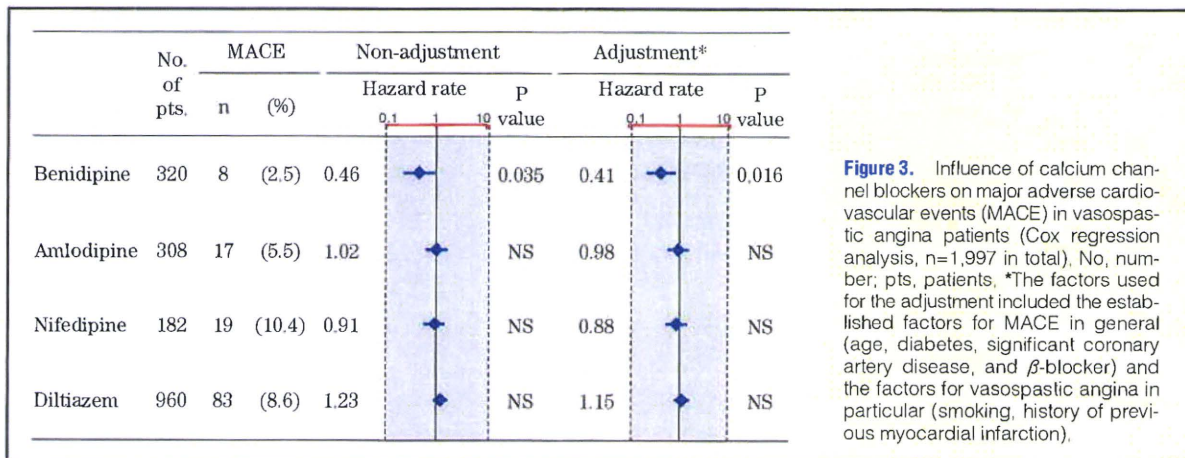 No. of pts. MACE Non-adjustment Adjustment*
n (%) Hazard rate P value Hazard rate P value
0.1 1 10 0.1 1 10
Benidipine 320 8 (2.5) 0.46 0.035 0.41 0.016
Amlodipine 308 17 (5.5) 1.02 NS 0.98 NS
Nifedipine 182 19 (10.4) 0.91 NS 0.88 NS
Diltiazem 960 83 (8.6) 1.23 NS 1.15 NS
Figure 3. Influence of calcium chan-
nel blockers on major adverse cardio-
vascular events (MACE) in vasospas-
tic angina patients (Cox regression
analysis, n=1,997 in total). No, num-
ber; pts, patients. *The factors used
for the adjustment included the estab-
lished factors for MACE in general
(age, diabetes, significant coronary
artery disease, and β-blocker) and
the factors for vasospastic angina in
particular (smoking, history of previ-
ous myocardial infarction).